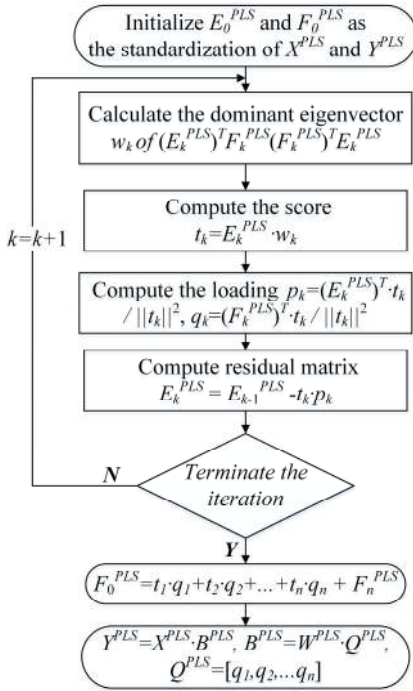 Initialize E₀ᴾᴸˢ and F₀ᴾᴸˢ as
the standardization of Xᴾᴸˢ and Yᴾᴸˢ
Calculate the dominant eigenvector
wₖ of (Eₖᴾᴸˢ)ᵀFₖᴾᴸˢ(Fₖᴾᴸˢ)ᵀEₖᴾᴸˢ
k=k+1
Compute the score
tₖ=Eₖᴾᴸˢ·wₖ
Compute the loading pₖ=(Eₖᴾᴸˢ)ᵀ·tₖ
/ ||tₖ||², qₖ=(Fₖᴾᴸˢ)ᵀ·tₖ / ||tₖ||²
Compute residual matrix
Eₖᴾᴸˢ = Eₖ₋₁ᴾᴸˢ -tₖ·pₖ
N
Terminate the
iteration
Y
F₀ᴾᴸˢ=t₁·q₁+t₂·q₂+...+tₙ·qₙ + Fₙᴾᴸˢ
Yᴾᴸˢ=Xᴾᴸˢ·Bᴾᴸˢ, Bᴾᴸˢ=Wᴾᴸˢ·Qᴾᴸˢ,
Qᴾᴸˢ=[q₁,q₂,...qₙ]